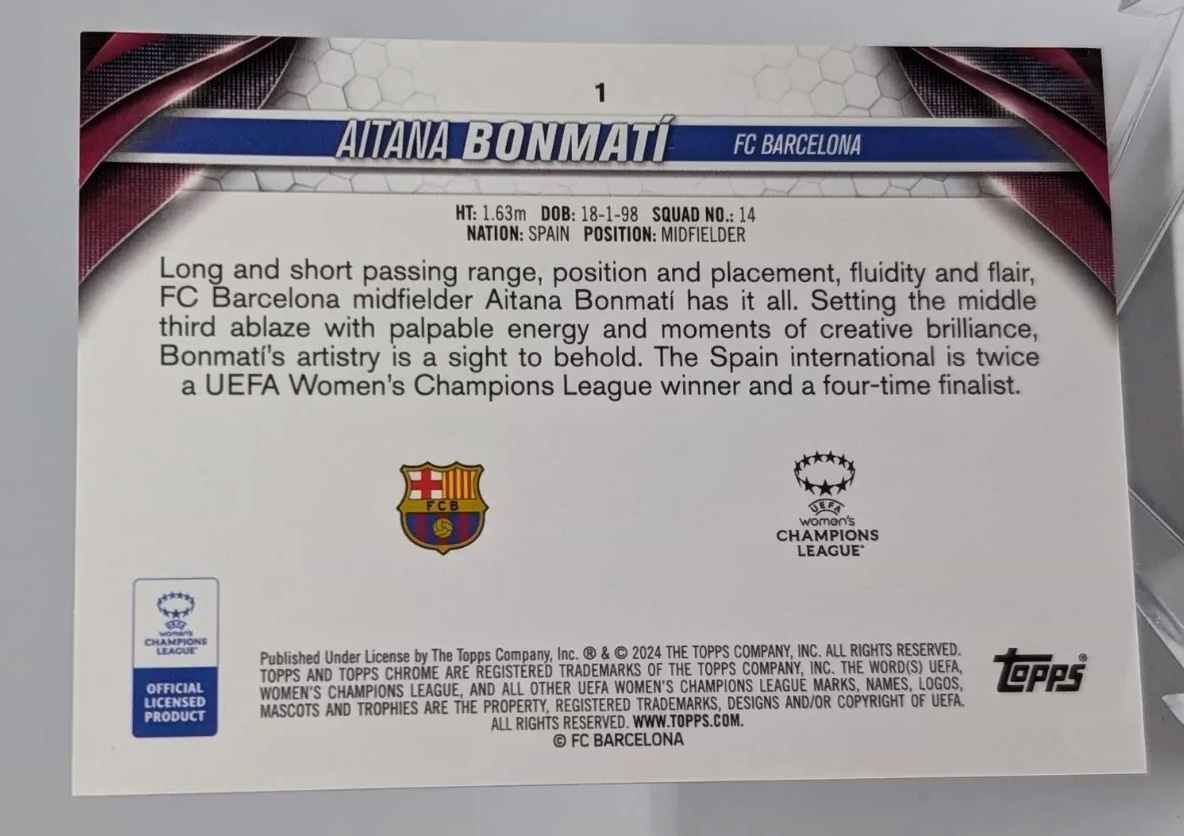 1
AITANA BONMATÍ FC BARCELONA
HT: 1.63m DOB: 18-1-98 SQUAD NO.: 14
NATION: SPAIN POSITION: MIDFIELDER
Long and short passing range, position and placement, fluidity and flair,
FC Barcelona midfielder Aitana Bonmatí has it all. Setting the middle
third ablaze with palpable energy and moments of creative brilliance,
Bonmatí's artistry is a sight to behold. The Spain international is twice
a UEFA Women's Champions League winner and a four-time finalist.
FCB
UEFA
women's
CHAMPIONS
LEAGUE
UEFA
women's
CHAMPIONS
LEAGUE
OFFICIAL
LICENSED
PRODUCT
Published Under License by The Topps Company, Inc. ® & © 2024 THE TOPPS COMPANY, INC. ALL RIGHTS RESERVED.
TOPPS AND TOPPS CHROME ARE REGISTERED TRADEMARKS OF THE TOPPS COMPANY, INC. THE WORD(S) UEFA,
WOMEN'S CHAMPIONS LEAGUE, AND ALL OTHER UEFA WOMEN'S CHAMPIONS LEAGUE MARKS, NAMES, LOGOS,
MASCOTS AND TROPHIES ARE THE PROPERTY, REGISTERED TRADEMARKS, DESIGNS AND/OR COPYRIGHT OF UEFA.
ALL RIGHTS RESERVED. WWW.TOPPS.COM.
© FC BARCELONA
TOPPS®